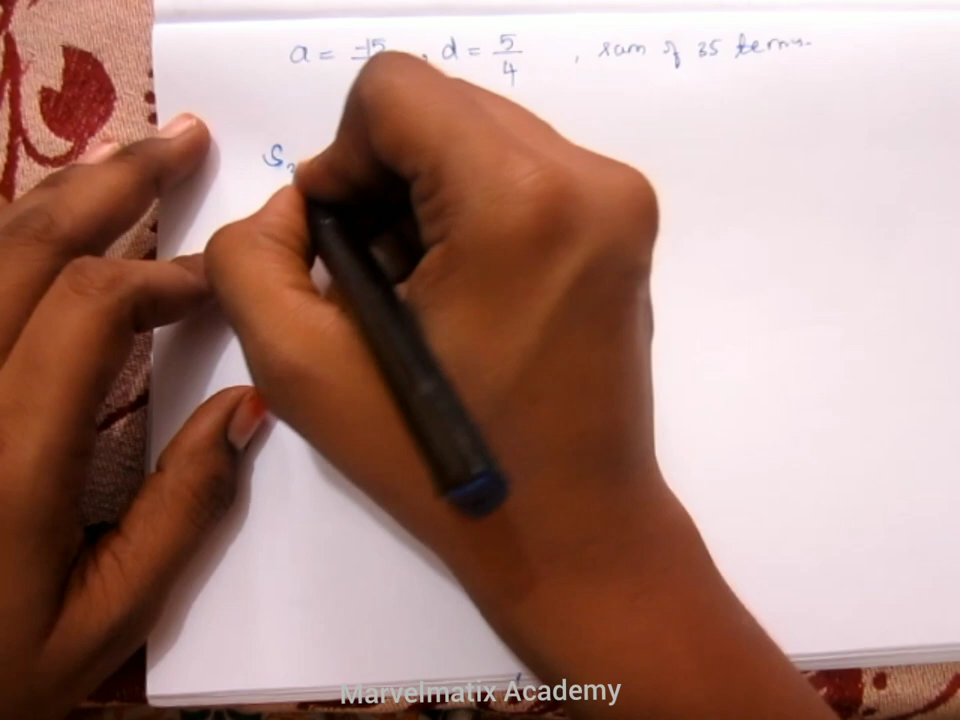 a = -15 , d = 5/4 , sum of 35 terms.
S
Marvelmatix Academy